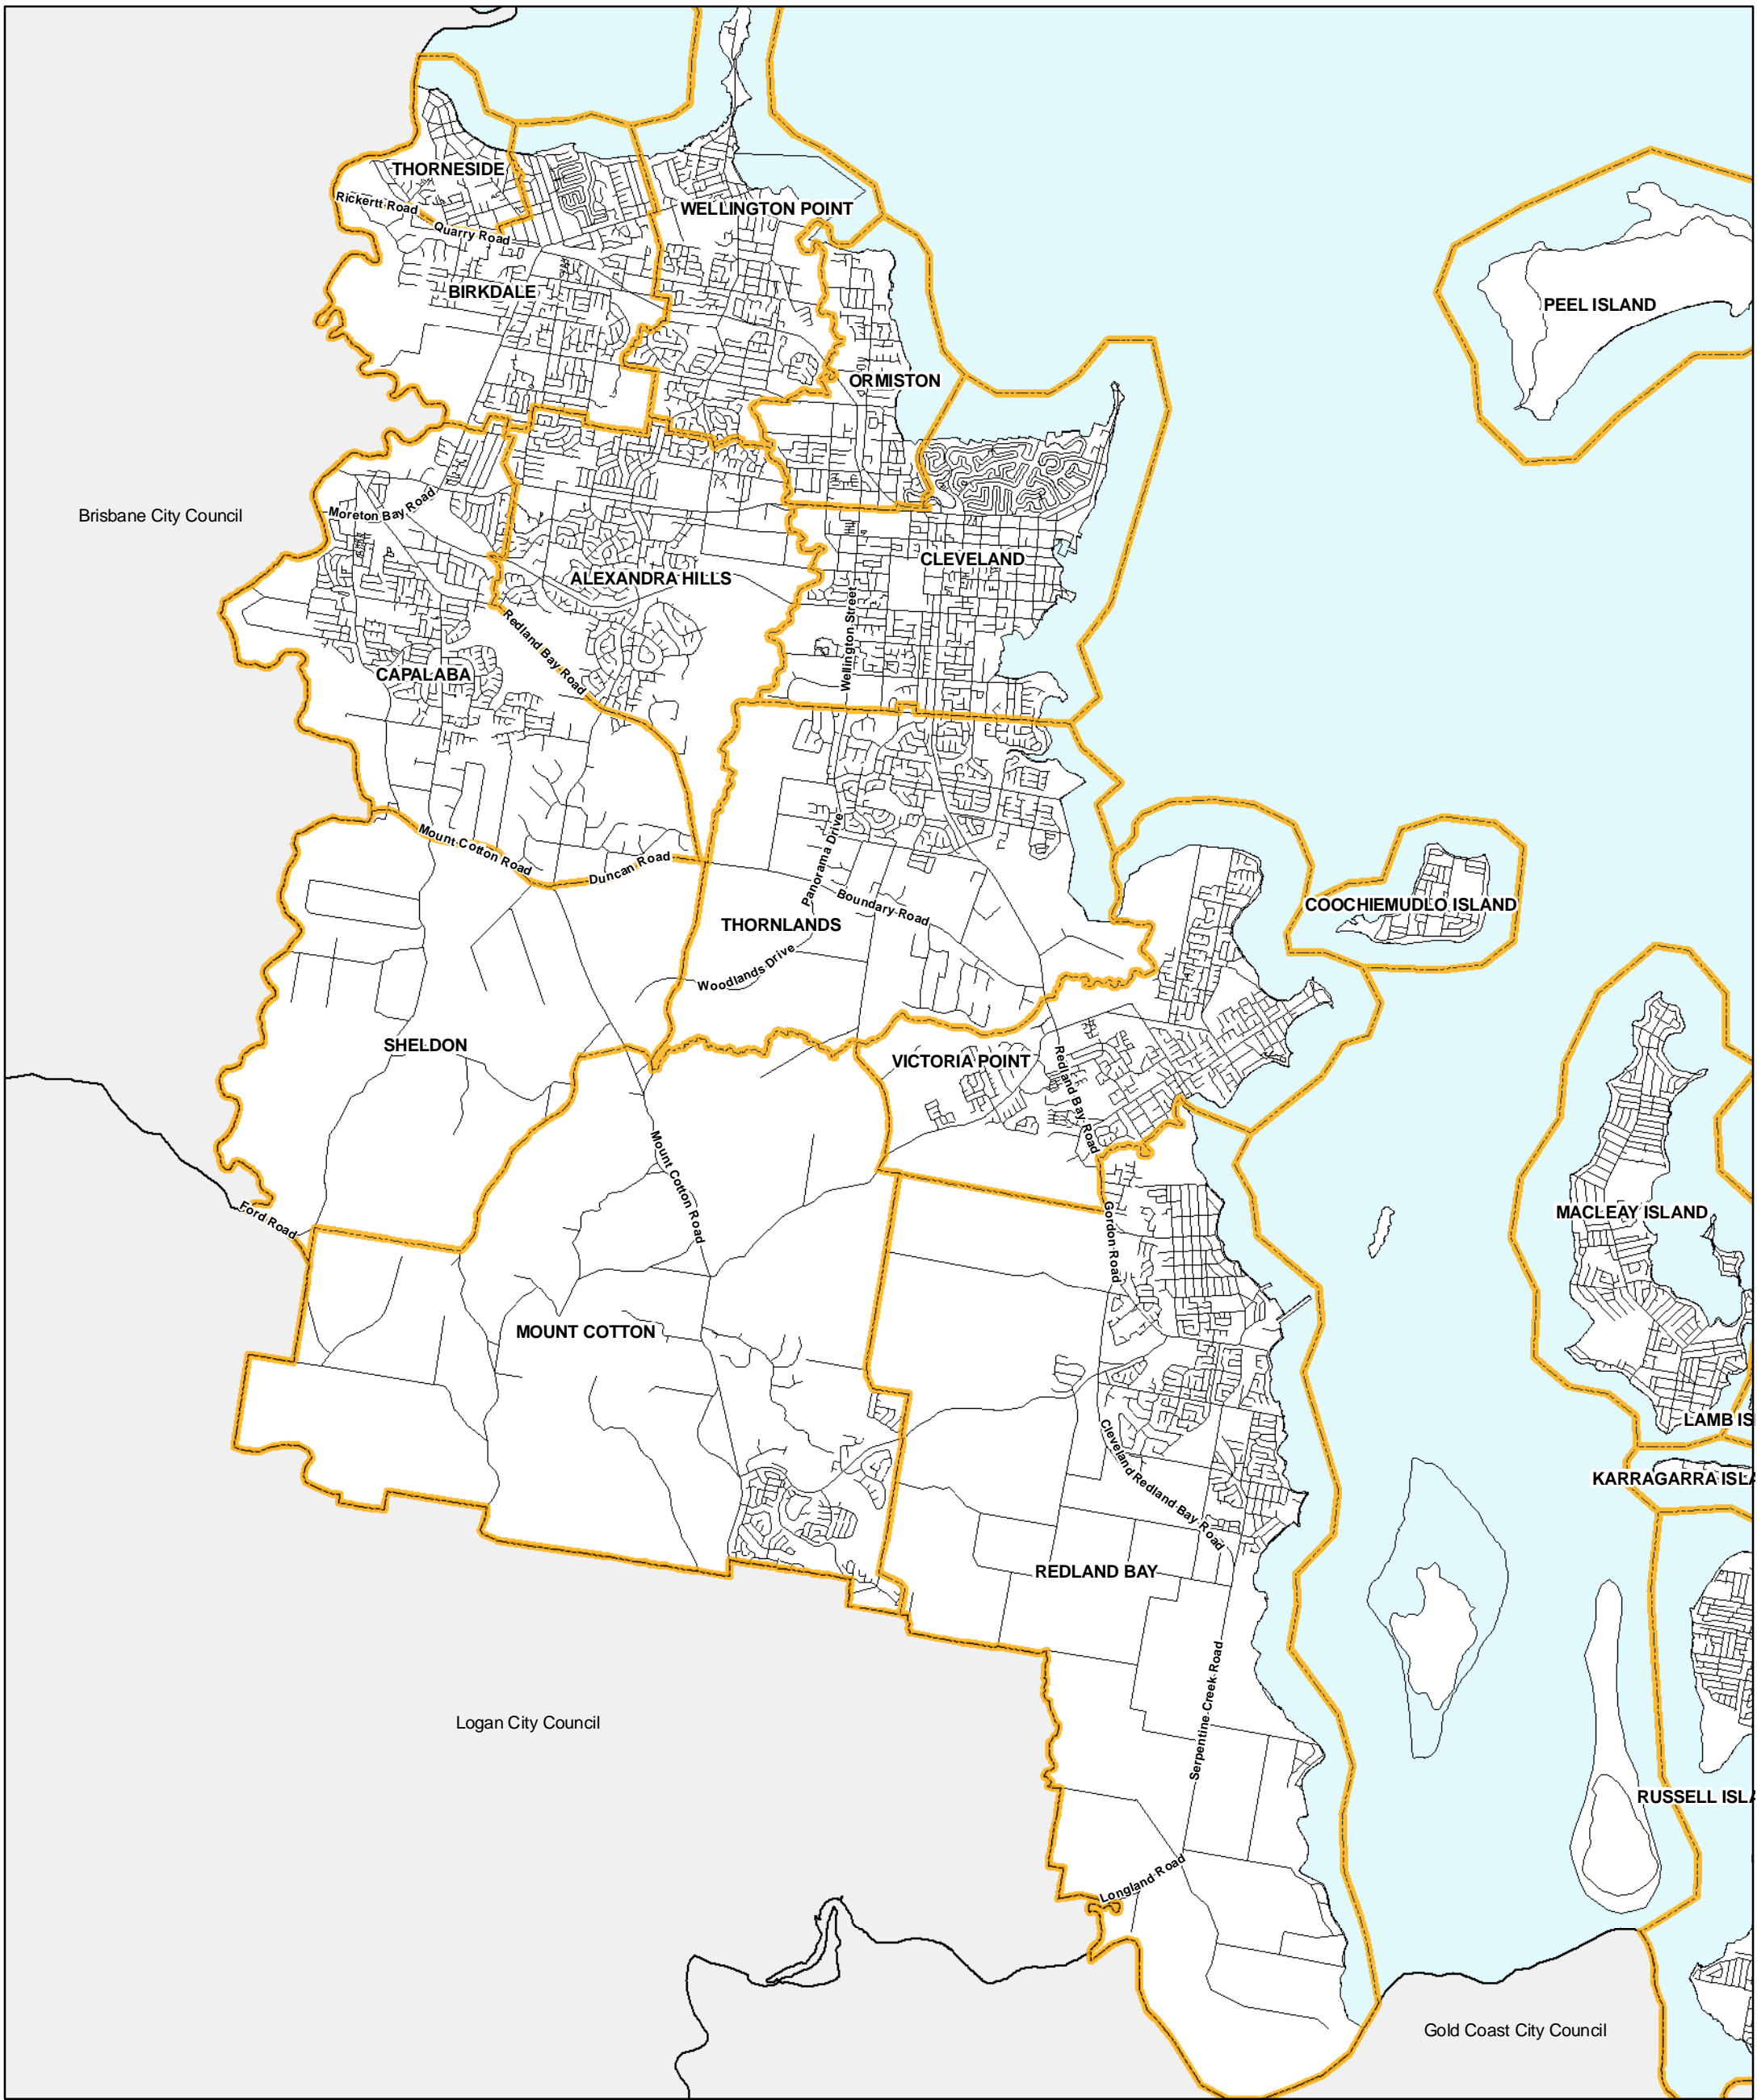 THORNESIDE
Rickertt Road
WELLINGTON POINT
Quarry Road
BIRKDALE
PEEL ISLAND
ORMISTON
Moreton Bay Road
Brisbane City Council
CLEVELAND
ALEXANDRA HILLS
Wellington Street
Redland Bay Road
CAPALABA
Mount Cotton Road
Duncan Road
Panorama Drive
Boundary Road
COOCHIEMUDLO ISLAND
THORNLANDS
Woodlands Drive
SHELDON
VICTORIA POINT
Redland Bay Road
Mount Cotton Road
Ford Road
Gordon Road
MACLEAY ISLAND
MOUNT COTTON
LAMB IS
Cleveland Redland Bay Road
KARRAGARRA ISLA
REDLAND BAY
Serpentine Creek Road
Logan City Council
RUSSELL ISLA
Longland Road
Gold Coast City Council